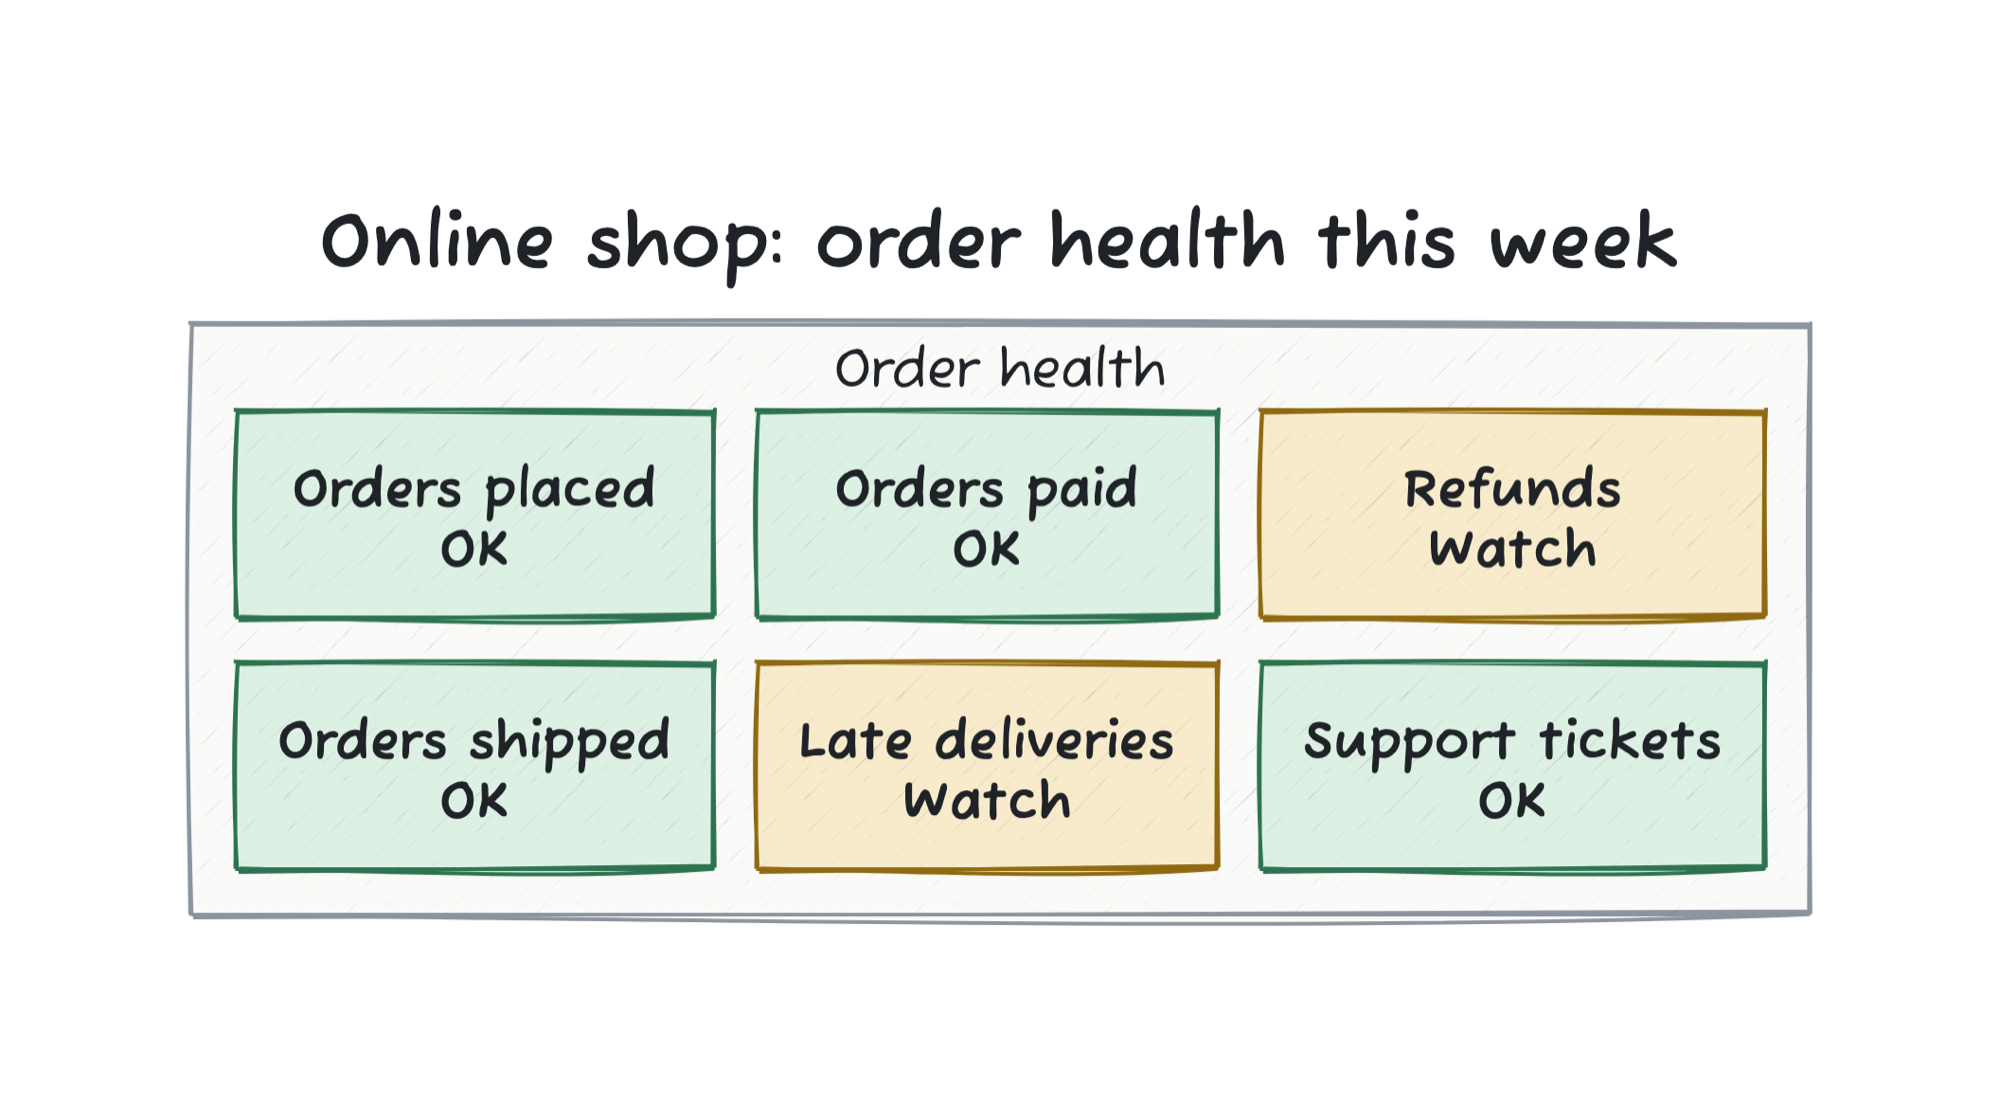 Online shop: order health this week
Order health
Orders placed
OK
Orders paid
OK
Refunds
Watch
Orders shipped
OK
Late deliveries
Watch
Support tickets
OK